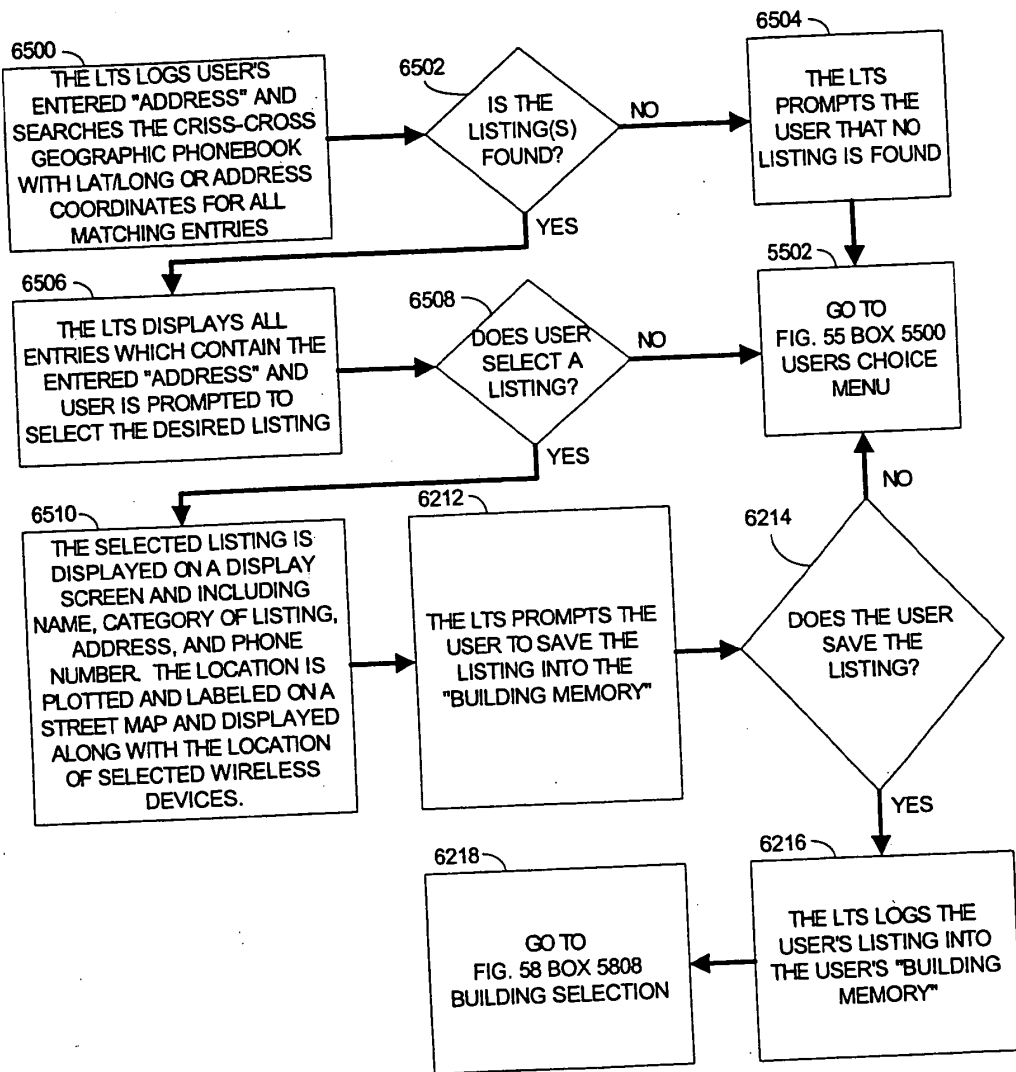 6500
THE LTS LOGS USER'S
ENTERED "ADDRESS" AND
SEARCHES THE CRISS-CROSS
GEOGRAPHIC PHONEBOOK
WITH LAT/LONG OR ADDRESS
COORDINATES FOR ALL
MATCHING ENTRIES
6502
IS THE
LISTING(S)
FOUND?
NO
YES
6504
THE LTS
PROMPTS THE
USER THAT NO
LISTING IS FOUND
6506
THE LTS DISPLAYS ALL
ENTRIES WHICH CONTAIN THE
ENTERED "ADDRESS" AND
USER IS PROMPTED TO
SELECT THE DESIRED LISTING
6508
DOES USER
SELECT A
LISTING?
NO
YES
5502
GO TO
FIG. 55 BOX 5500
USERS CHOICE
MENU
6510
THE SELECTED LISTING IS
DISPLAYED ON A DISPLAY
SCREEN AND INCLUDING
NAME, CATEGORY OF LISTING,
ADDRESS, AND PHONE
NUMBER. THE LOCATION IS
PLOTTED AND LABELED ON A
STREET MAP AND DISPLAYED
ALONG WITH THE LOCATION
OF SELECTED WIRELESS
DEVICES.
6212
THE LTS PROMPTS THE
USER TO SAVE THE
LISTING INTO THE
"BUILDING MEMORY"
6214
DOES THE USER
SAVE THE
LISTING?
NO
YES
6216
THE LTS LOGS THE
USER'S LISTING INTO
THE USER'S "BUILDING
MEMORY"
6218
GO TO
FIG. 58 BOX 5808
BUILDING SELECTION